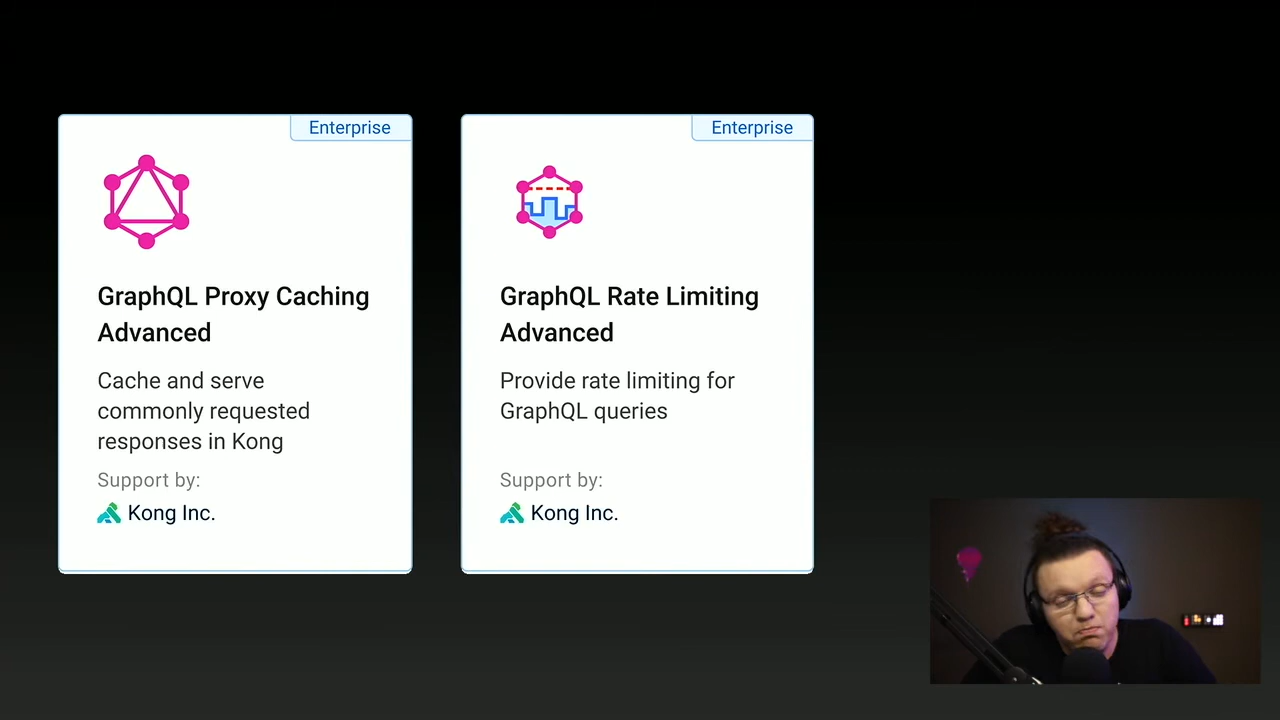 Enterprise
GraphQL Proxy Caching
Advanced
Cache and serve
commonly requested
responses in Kong
Support by:
Kong Inc.
Enterprise
GraphQL Rate Limiting
Advanced
Provide rate limiting for
GraphQL queries
Support by:
Kong Inc.